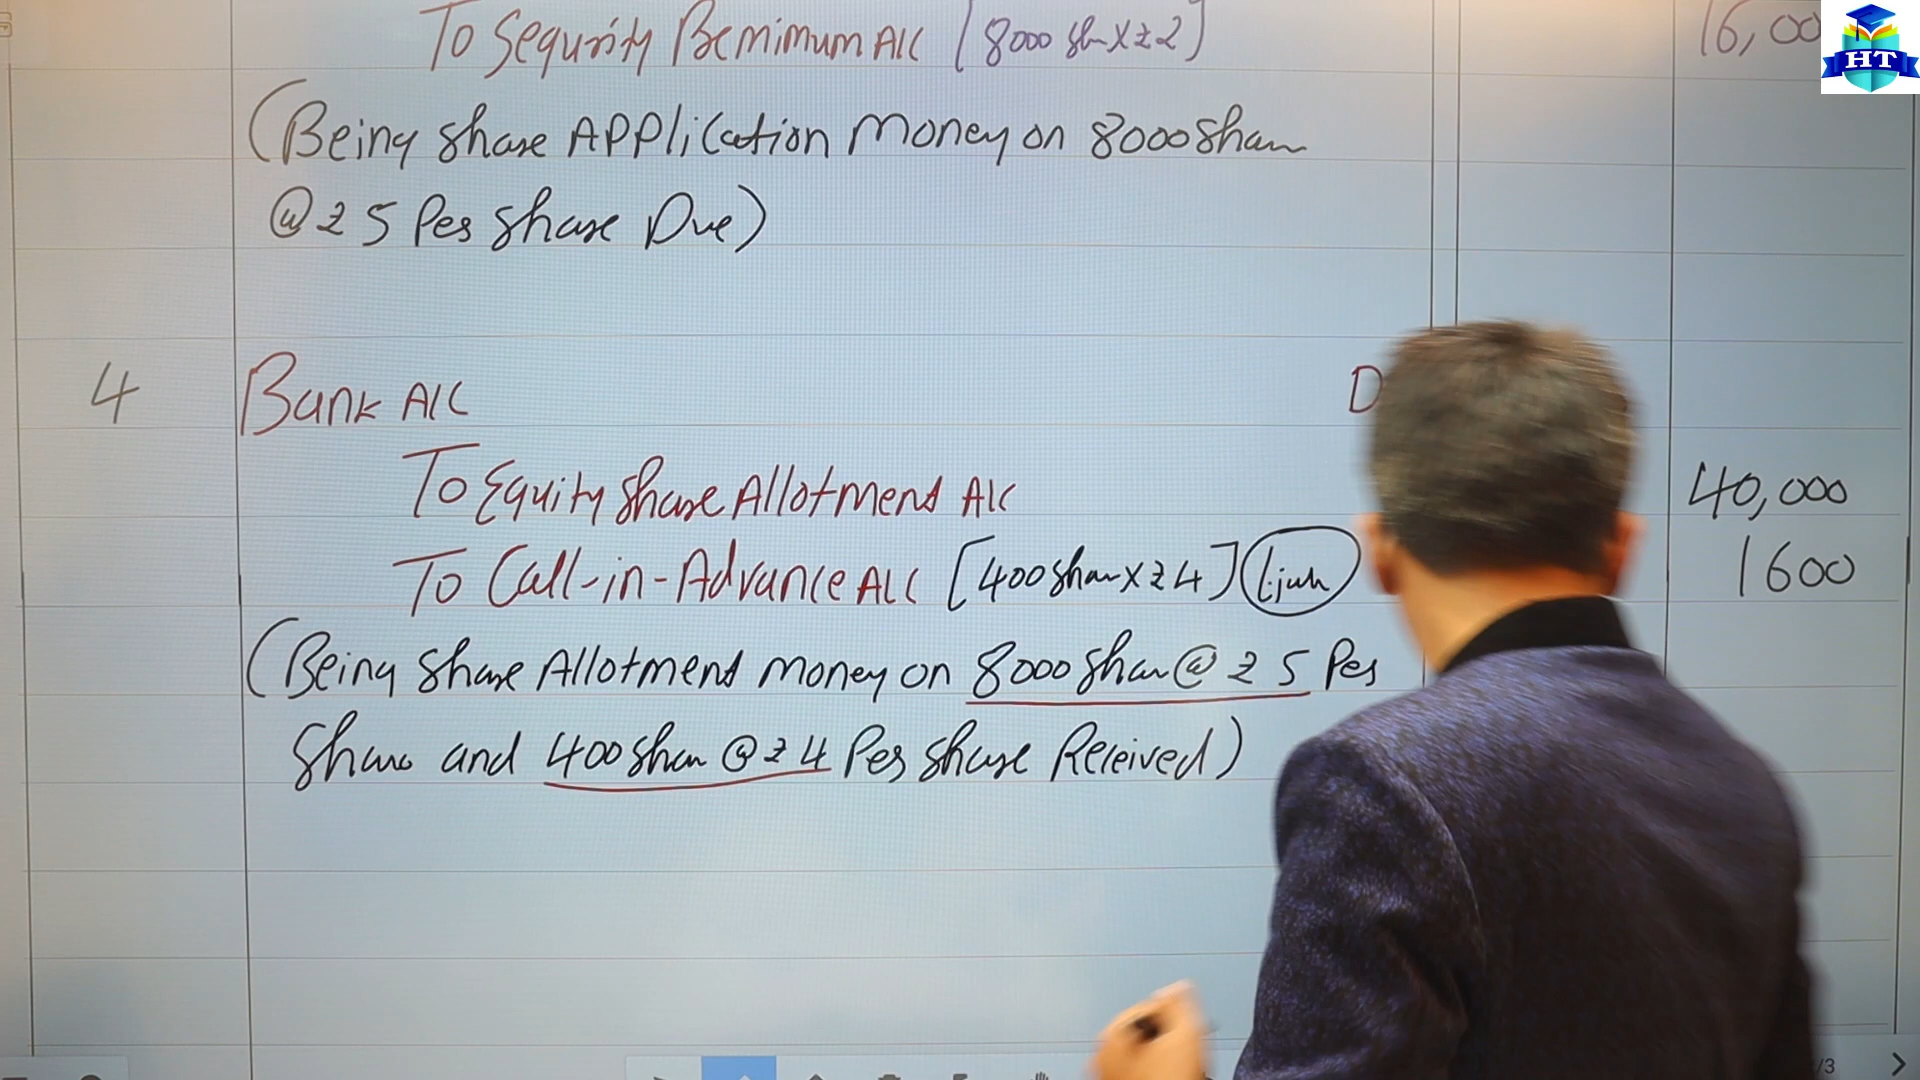 To Sequrity Bemimum A/C [8000 sh X ₹2] 16,00
HT
(Being Share Application Money on 8000 Share
@ ₹ 5 Per Share Due)
4 Bank A/C D
To Equity Share Allotment A/C 40,000
To Call-in-Advance A/C [400 Share X ₹ 4] 1600
(Being Share Allotment Money on 8000 Share @ ₹ 5 Per
Share and 400 Share @ ₹ 4 Per Share Received)
/3